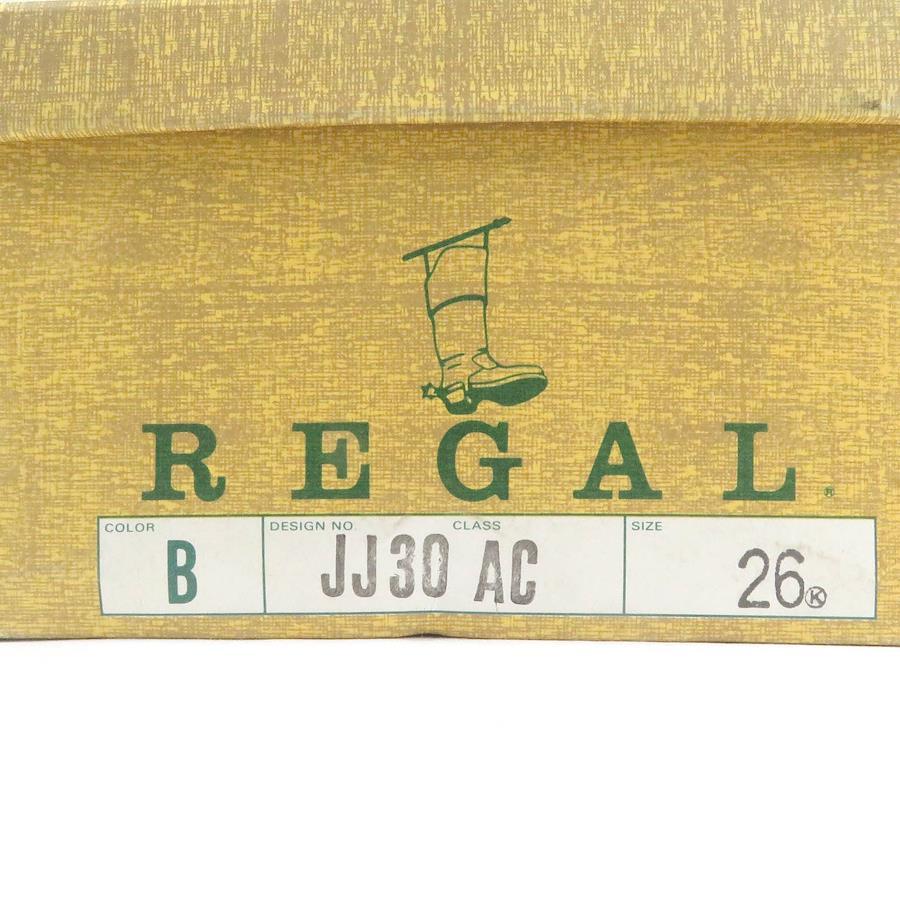 REGAL®
COLOR DESIGN NO. CLASS SIZE
B JJ30 AC 26Ⓚ